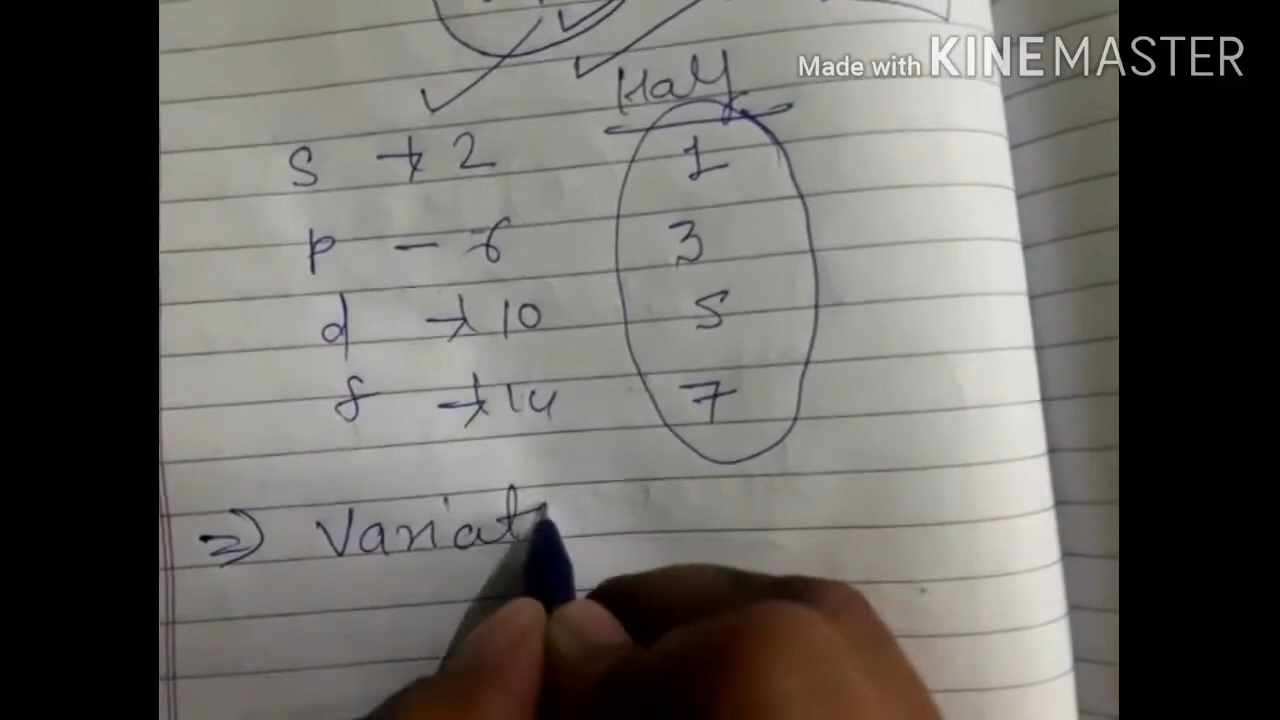 Made with KINEMASTER
Half
s → 2 1
p – 6 3
d → 10 5
f → 14 7
⇒ Variat